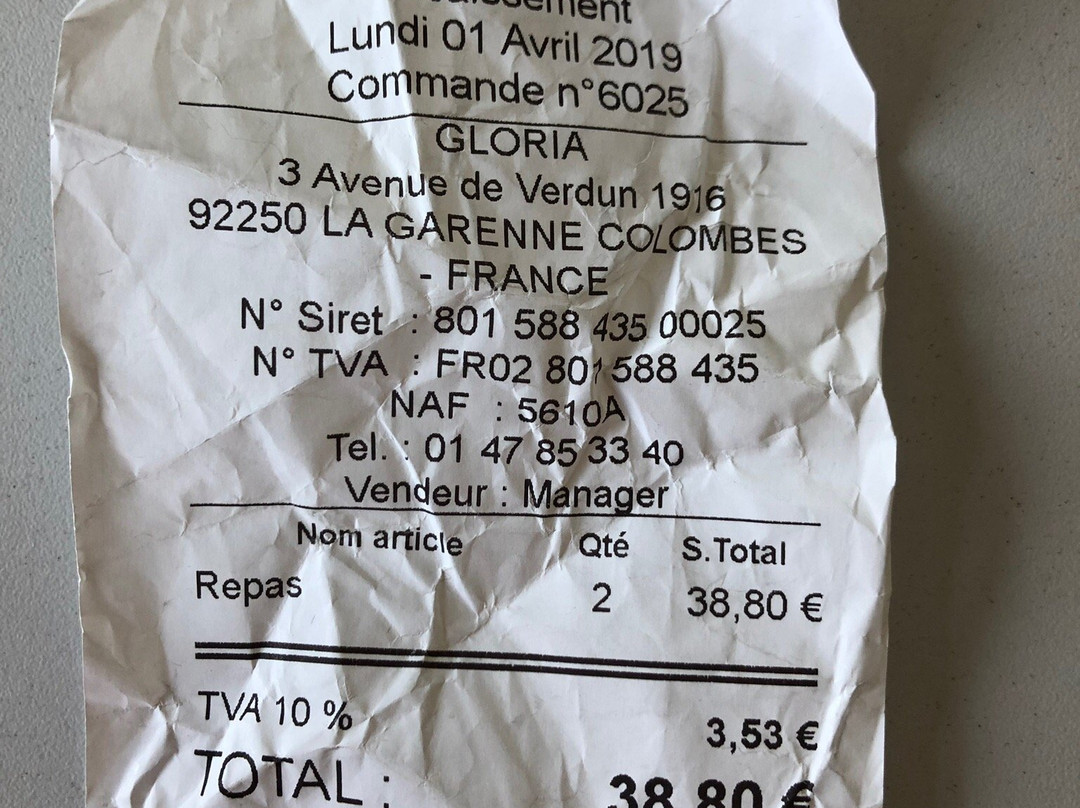 Lundi 01 Avril 2019
Commande n°6025
GLORIA
3 Avenue de Verdun 1916
92250 LA GARENNE COLOMBES
- FRANCE
N° Siret : 801 588 435 00025
N° TVA : FR02 801 588 435
NAF : 5610A
Tel. : 01 47 85 33 40
Vendeur : Manager
Nom article Qté S.Total
Repas 2 38,80 €
TVA 10 % 3,53 €
TOTAL : 38,80 €